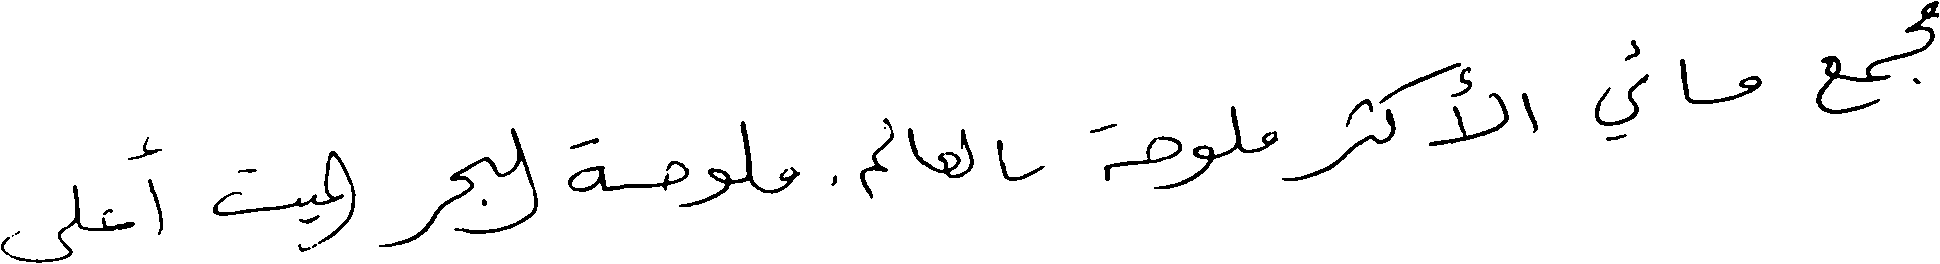 مجمع مائي الأكثر ملوحة بالعالم. ملوحة البحر الميت أعلى